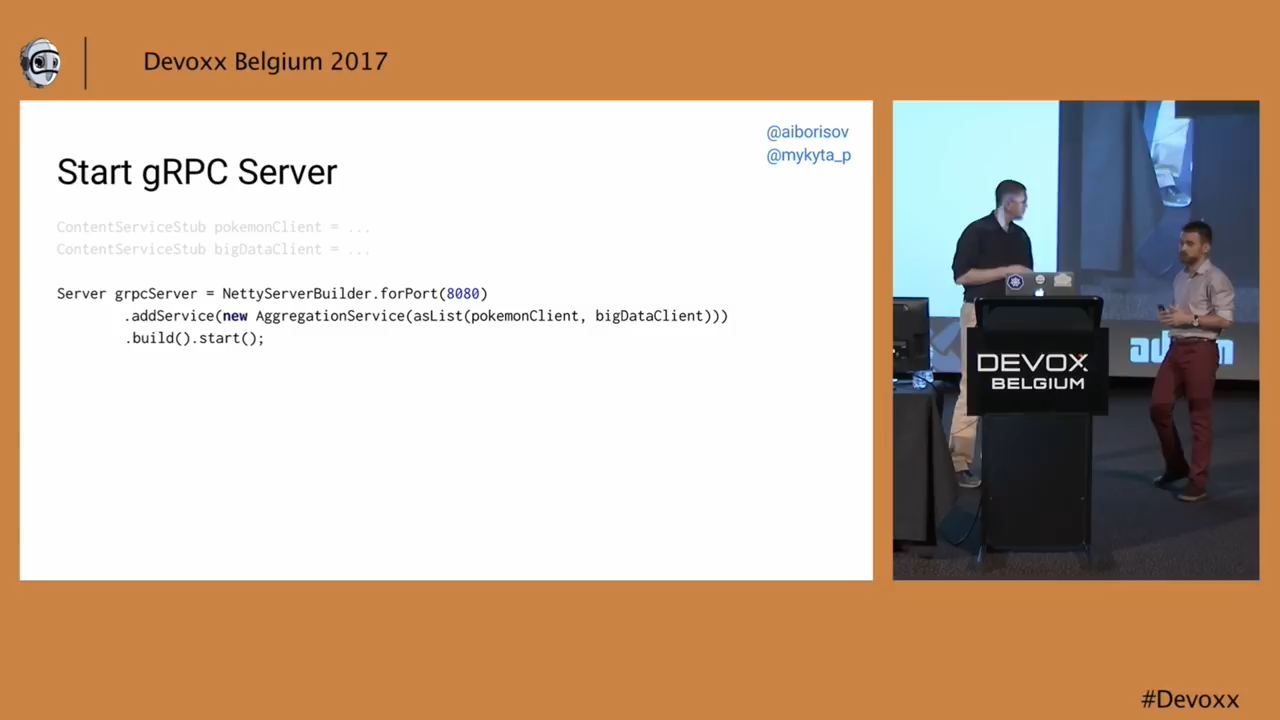 Devoxx Belgium 2017
@aiborisov
@mykyta_p
Start gRPC Server
ContentServiceStub pokemonClient = ...
ContentServiceStub bigDataClient = ...
Server grpcServer = NettyServerBuilder.forPort(8080)
.addService(new AggregationService(asList(pokemonClient, bigDataClient)))
.build().start();
DEVOXX
BELGIUM
#Devoxx